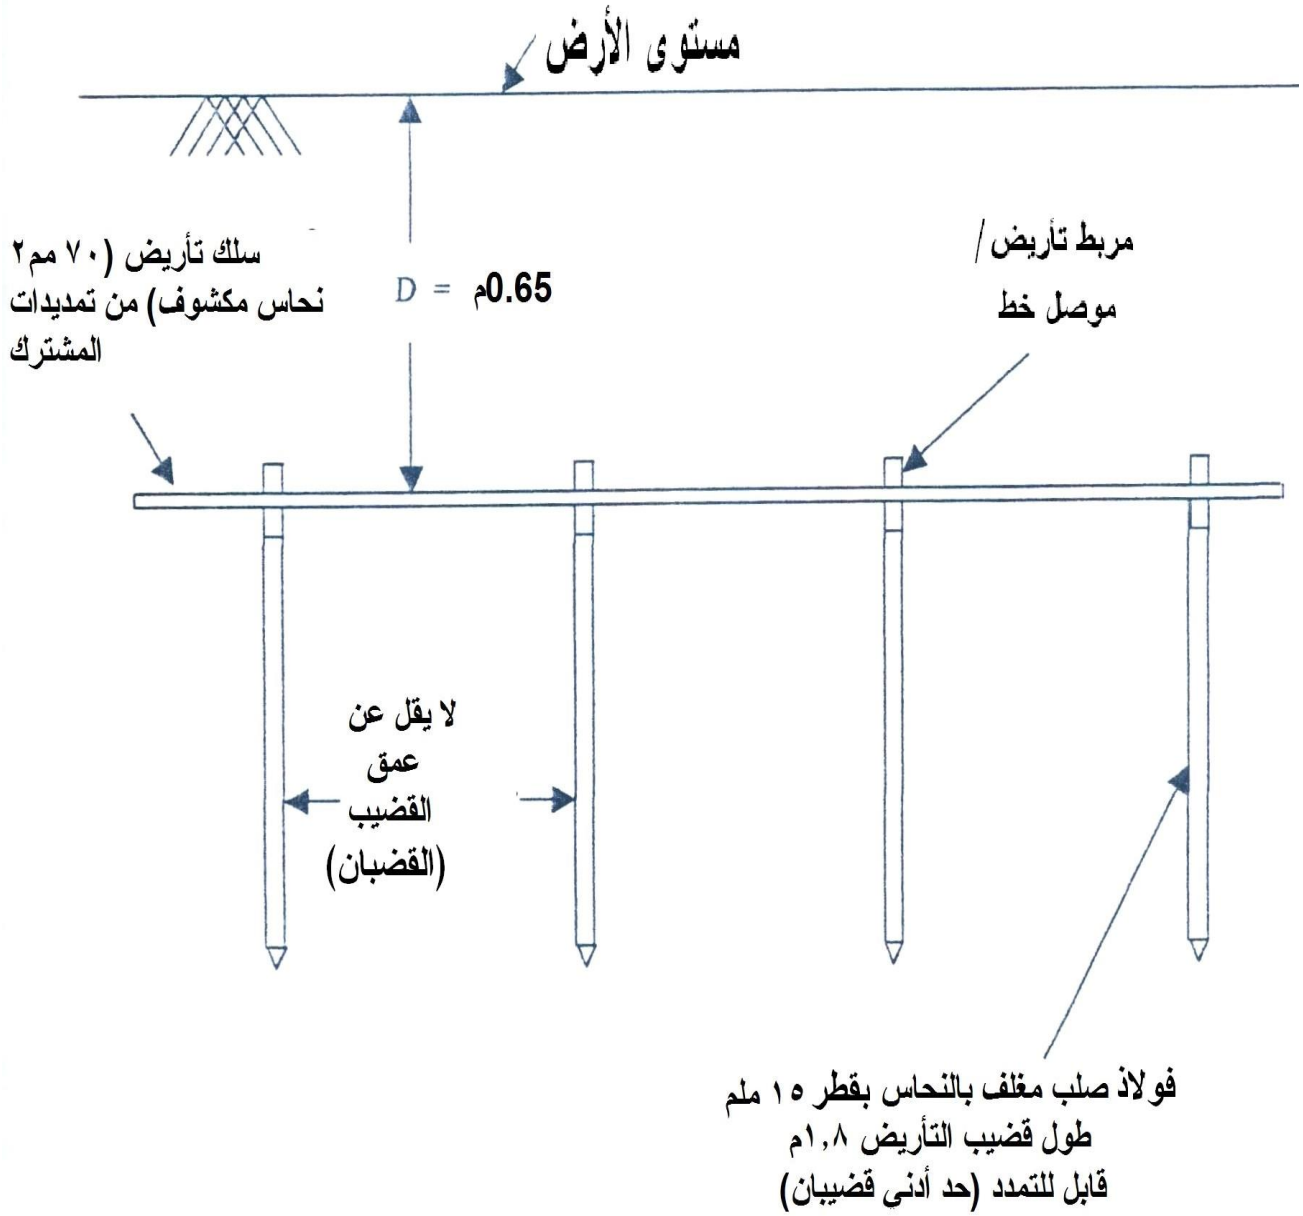 مستوى الأرض
مربط تأريض /
موصل خط
سلك تأريض (٧٠ مم٢
نحاس مكشوف) من تمديدات
المشترك
D = 0.65م
لا يقل عن
عمق
القضيب
(القضبان)
فولاذ صلب مغلف بالنحاس بقطر ١٥ ملم
طول قضيب التأريض ١,٨م
قابل للتمدد (حد أدني قضيبان)